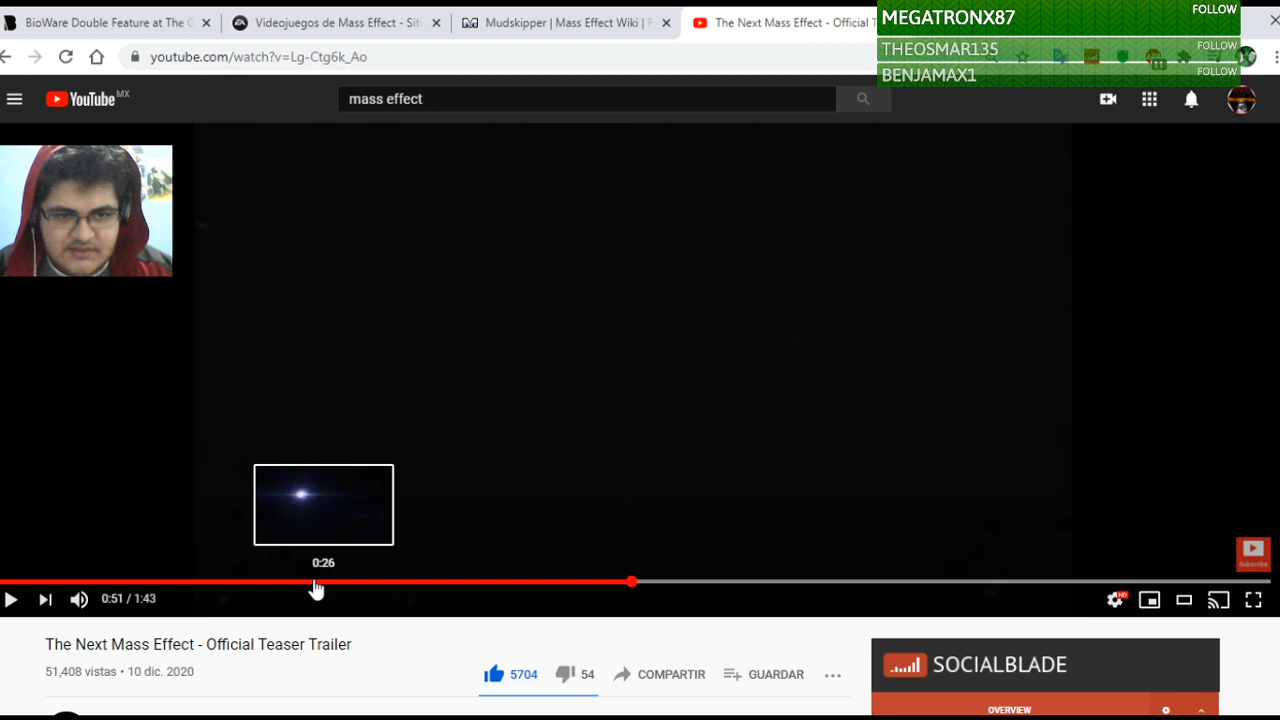 BioWare Double Feature at The G
Videojuegos de Mass Effect - Siti
Mudskipper | Mass Effect Wiki | F
The Next Mass Effect - Official T
MEGATRONX87 FOLLOW
THEOSMAR135 FOLLOW
BENJAMAX1 FOLLOW
youtube.com/watch?v=Lg-Ctg6k_Ao
11
YouTube MX
mass effect
0:26
Subscribe
0:51 / 1:43
HD
The Next Mass Effect - Official Teaser Trailer
51,408 vistas • 10 dic. 2020
5704
54
COMPARTIR
GUARDAR
SOCIALBLADE
OVERVIEW